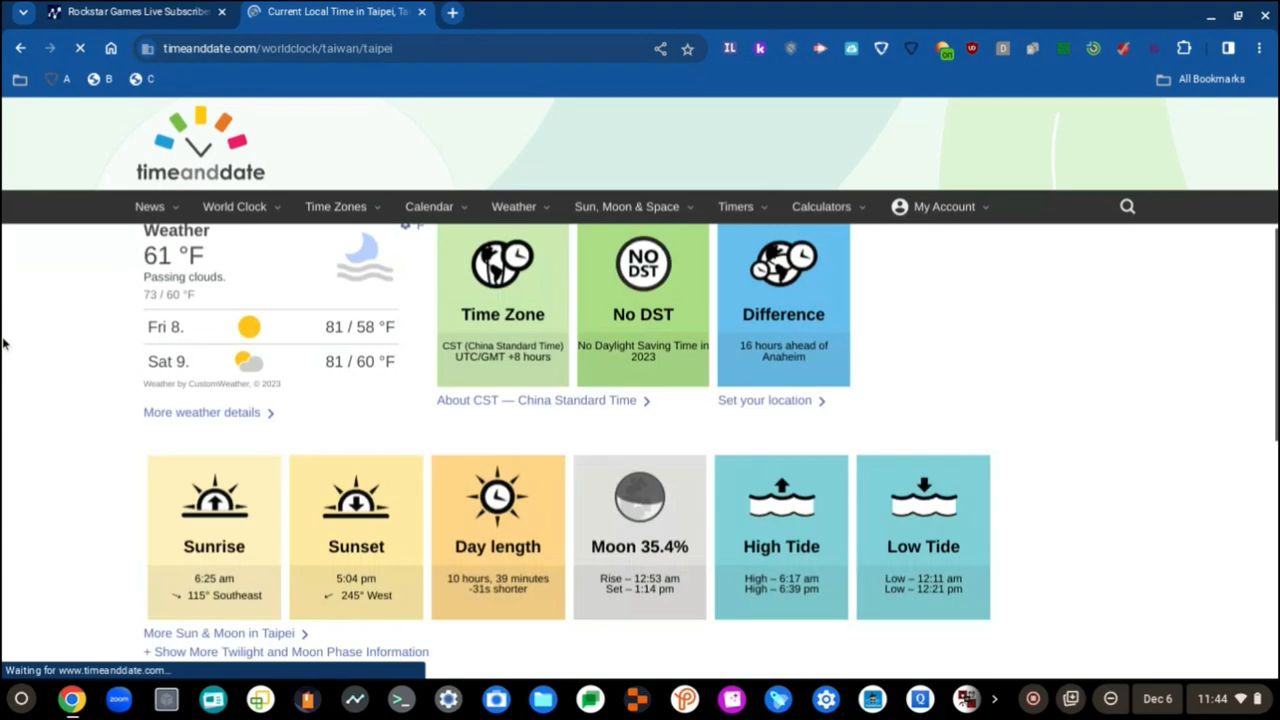 Rockstar Games Live Subscribe
Current Local Time in Taipei, Ta
timeanddate.com/worldclock/taiwan/taipei
IL
k
on
UD
D
A
B
C
All Bookmarks
timeanddate
News
World Clock
Time Zones
Calendar
Weather
Sun, Moon & Space
Timers
Calculators
My Account
Weather
61 °F
Passing clouds.
73 / 60 °F
Fri 8.
81 / 58 °F
Sat 9.
81 / 60 °F
Weather by CustomWeather, © 2023
More weather details
Time Zone
CST (China Standard Time)
UTC/GMT +8 hours
NO
DST
No DST
No Daylight Saving Time in
2023
Difference
16 hours ahead of
Anaheim
About CST — China Standard Time
Set your location
Sunrise
6:25 am
115° Southeast
Sunset
5:04 pm
245° West
Day length
10 hours, 39 minutes
-31s shorter
Moon 35.4%
Rise – 12:53 am
Set – 1:14 pm
High Tide
High – 6:17 am
High – 6:39 pm
Low Tide
Low – 12:11 am
Low – 12:21 pm
More Sun & Moon in Taipei
+ Show More Twilight and Moon Phase Information
Waiting for www.timeanddate.com...
zoom
Q
Dec 6
11:44